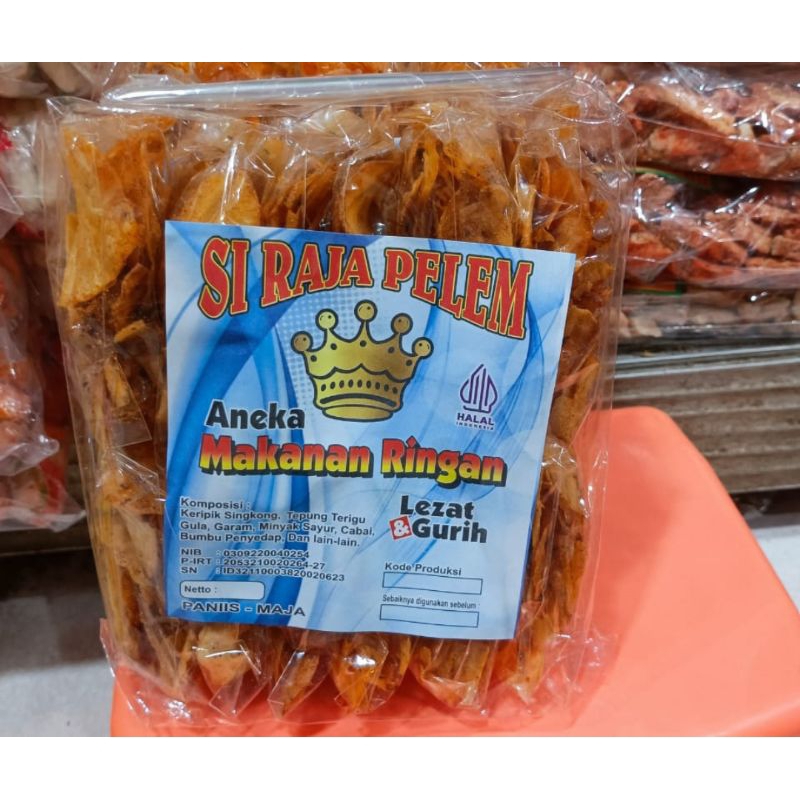 SI RAJA PELEM
HALAL
INDONESIA
Aneka
Makanan Ringan
Lezat
& Gurih
Komposisi :
Keripik Singkong, Tepung Terigu
Gula, Garam, Minyak Sayur, Cabai,
Bumbu Penyedap, Dan lain-lain.
NIB : 0309220040254
P-IRT : 2053210020264-27
SN : ID32110003820020623
Netto :
PANIIS - MAJA
Kode Produksi
Sebaiknya digunakan sebelum :